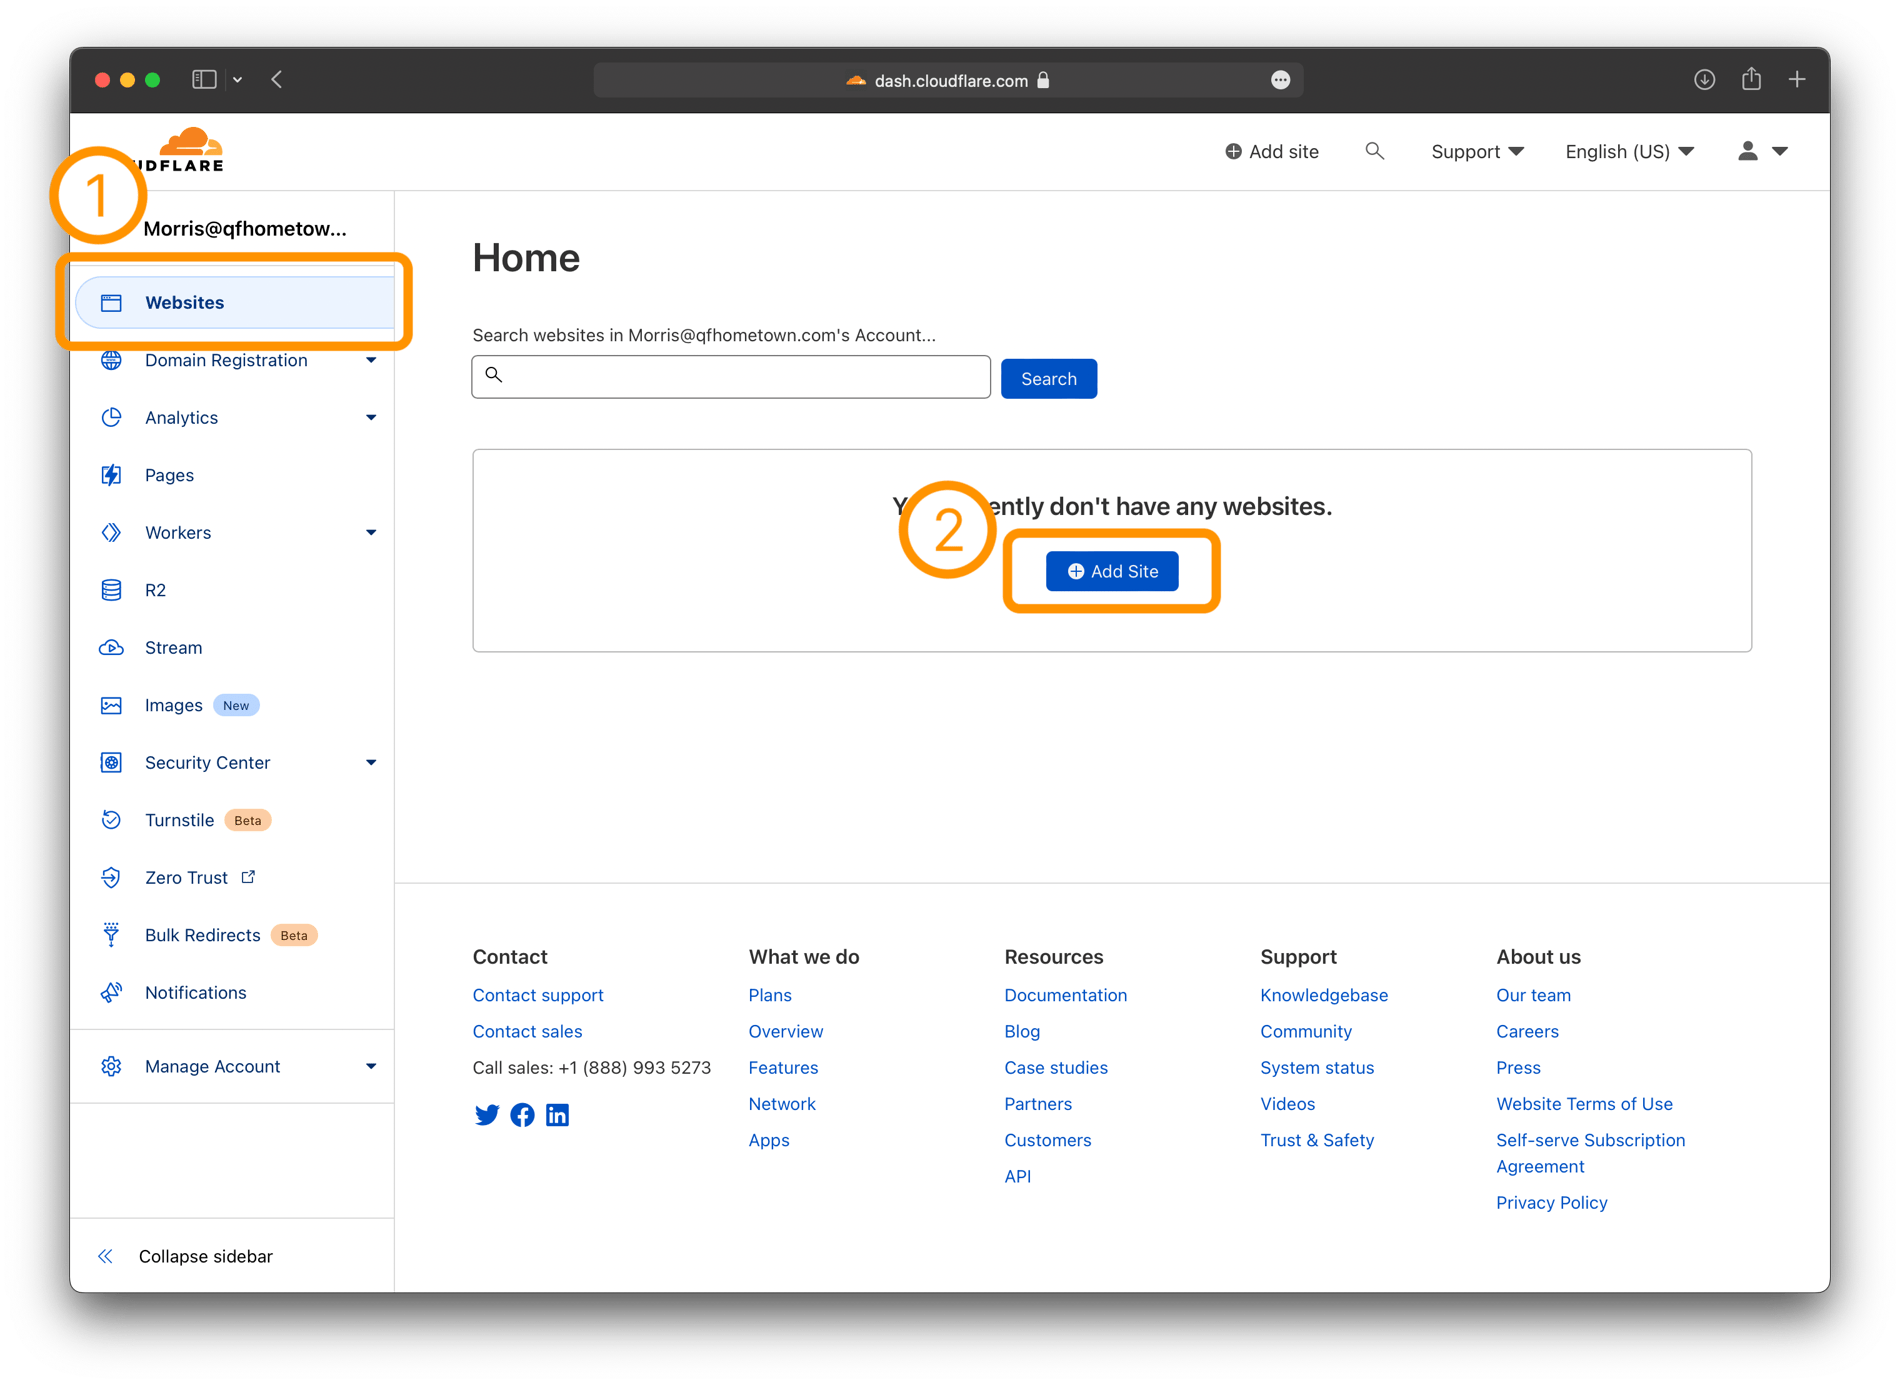 dash.cloudflare.com
UDFLARE
Add site
Support
English (US)
1
Morris@qfhometow...
Websites
Domain Registration
Analytics
Pages
Workers
R2
Stream
Images New
Security Center
Turnstile Beta
Zero Trust
Bulk Redirects Beta
Notifications
Manage Account
Collapse sidebar
Home
Search websites in Morris@qfhometown.com's Account...
Search
don't have any websites.
2
Add Site
Contact
Contact support
Contact sales
Call sales: +1 (888) 993 5273
What we do
Plans
Overview
Features
Network
Apps
Resources
Documentation
Blog
Case studies
Partners
Customers
API
Support
Knowledgebase
Community
System status
Videos
Trust & Safety
About us
Our team
Careers
Press
Website Terms of Use
Self-serve Subscription
Agreement
Privacy Policy